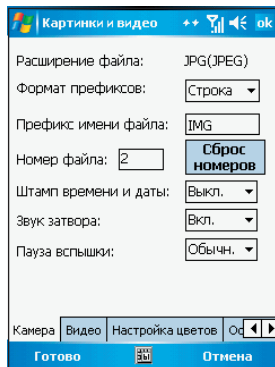 Картинки и видео ok
Расширение файла: JPG(JPEG)
Формат префиксов: Строка
Префикс имени файла: IMG
Номер файла: 2 Сброс номеров
Штамп времени и даты: Выкл.
Звук затвора: Вкл.
Пауза вспышки: Обычн.
Камера Видео Настройка цветов
Готово Отмена